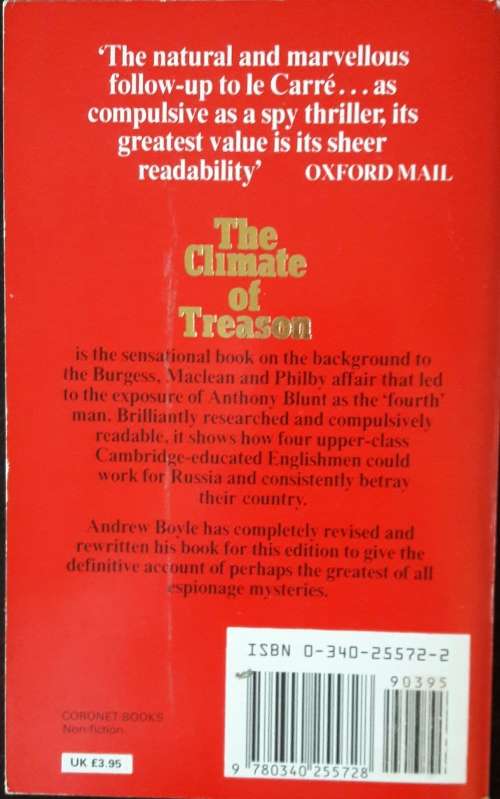 ‘The natural and marvellous
follow-up to le Carré... as
compulsive as a spy thriller, its
greatest value is its sheer
readability’ OXFORD MAIL
The
Climate
of
Treason
is the sensational book on the background to
the Burgess, Maclean and Philby affair that led
to the exposure of Anthony Blunt as the ‘fourth’
man. Brilliantly researched and compulsively
readable, it shows how four upper-class
Cambridge-educated Englishmen could
work for Russia and consistently betray
their country.
Andrew Boyle has completely revised and
rewritten his book for this edition to give the
definitive account of perhaps the greatest of all
espionage mysteries.
ISBN 0-340-25572-2
90395
9 780340 255728
CORONET BOOKS
Non-fiction
UK £3.95